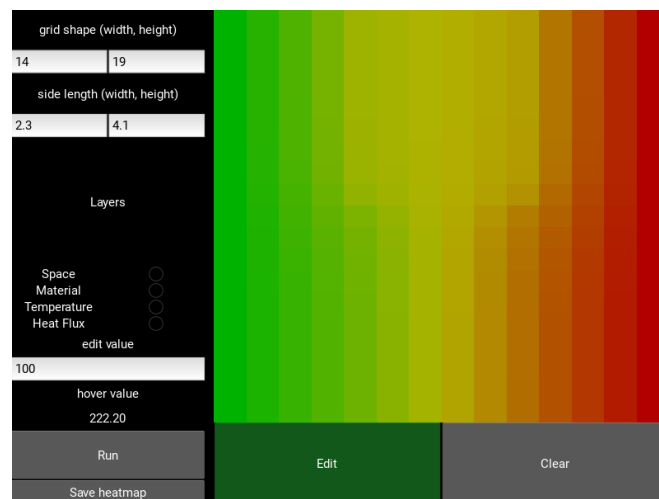 grid shape (width, height)
14 19
side length (width, height)
2.3 4.1
Layers
Space
Material
Temperature
Heat Flux
edit value
100
hover value
222.20
Run
Edit Clear
Save heatmap